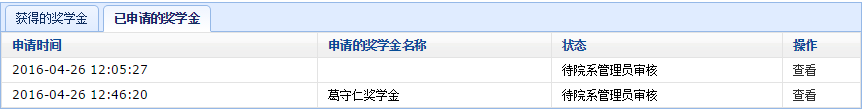 获得的奖学金 已申请的奖学金
申请时间 申请的奖学金名称 状态 操作
2016-04-26 12:05:27 待院系管理员审核 查看
2016-04-26 12:46:20 葛守仁奖学金 待院系管理员审核 查看